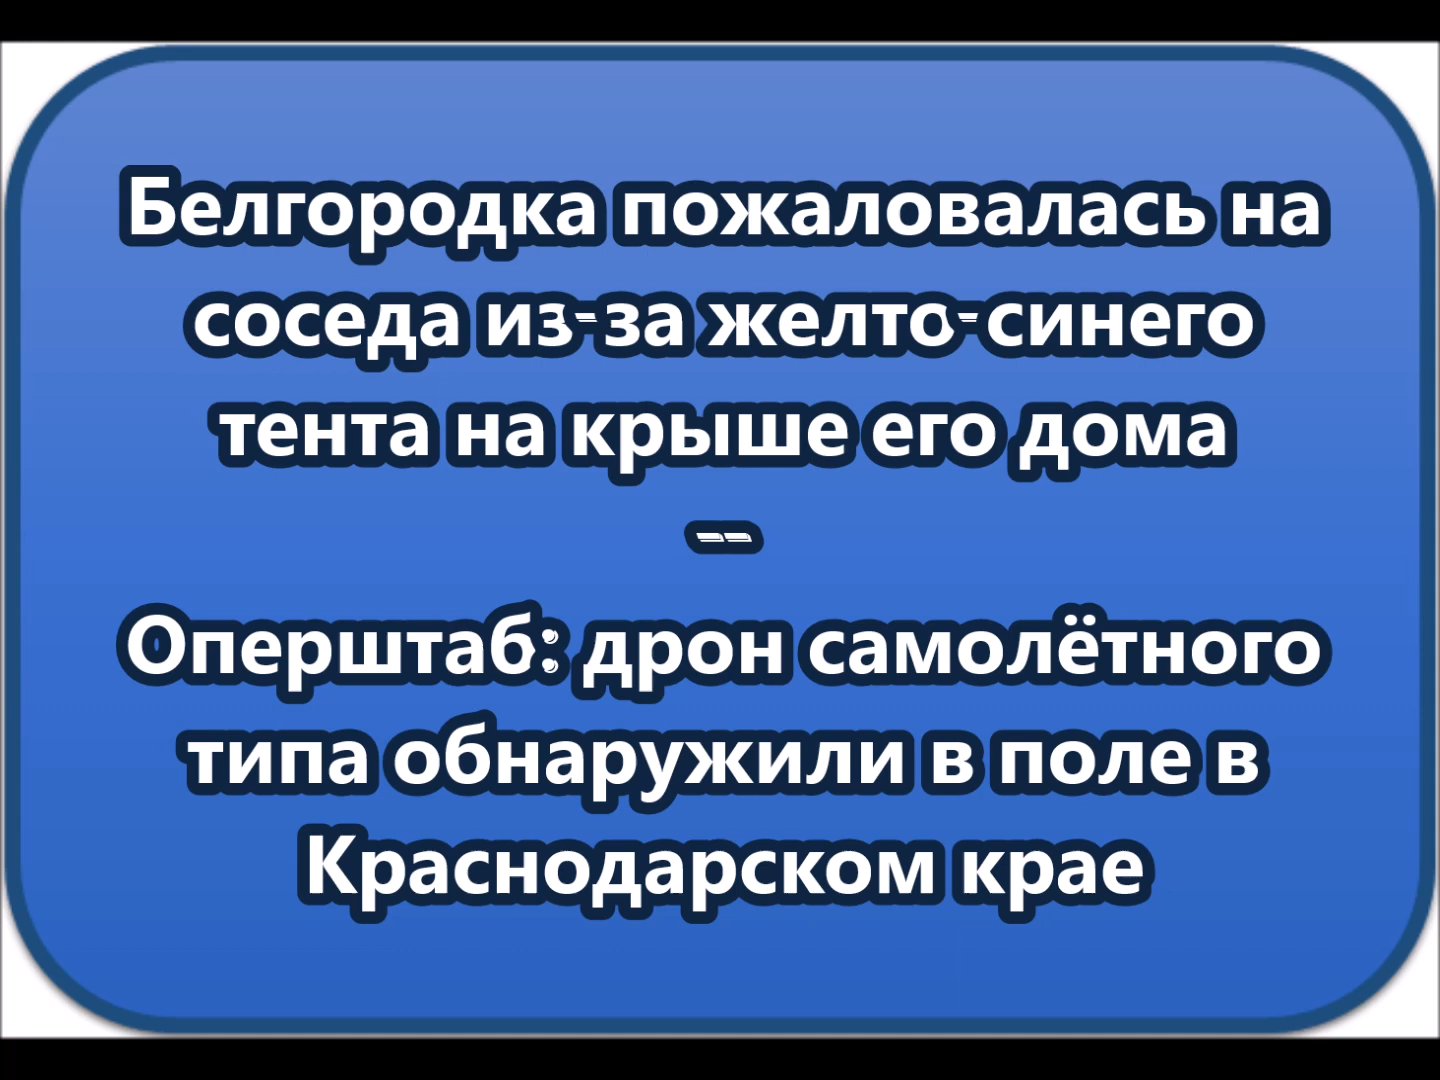 Белгородка пожаловалась на
соседа из-за желто-синего
тента на крыше его дома
--
Оперштаб: дрон самолётного
типа обнаружили в поле в
Краснодарском крае